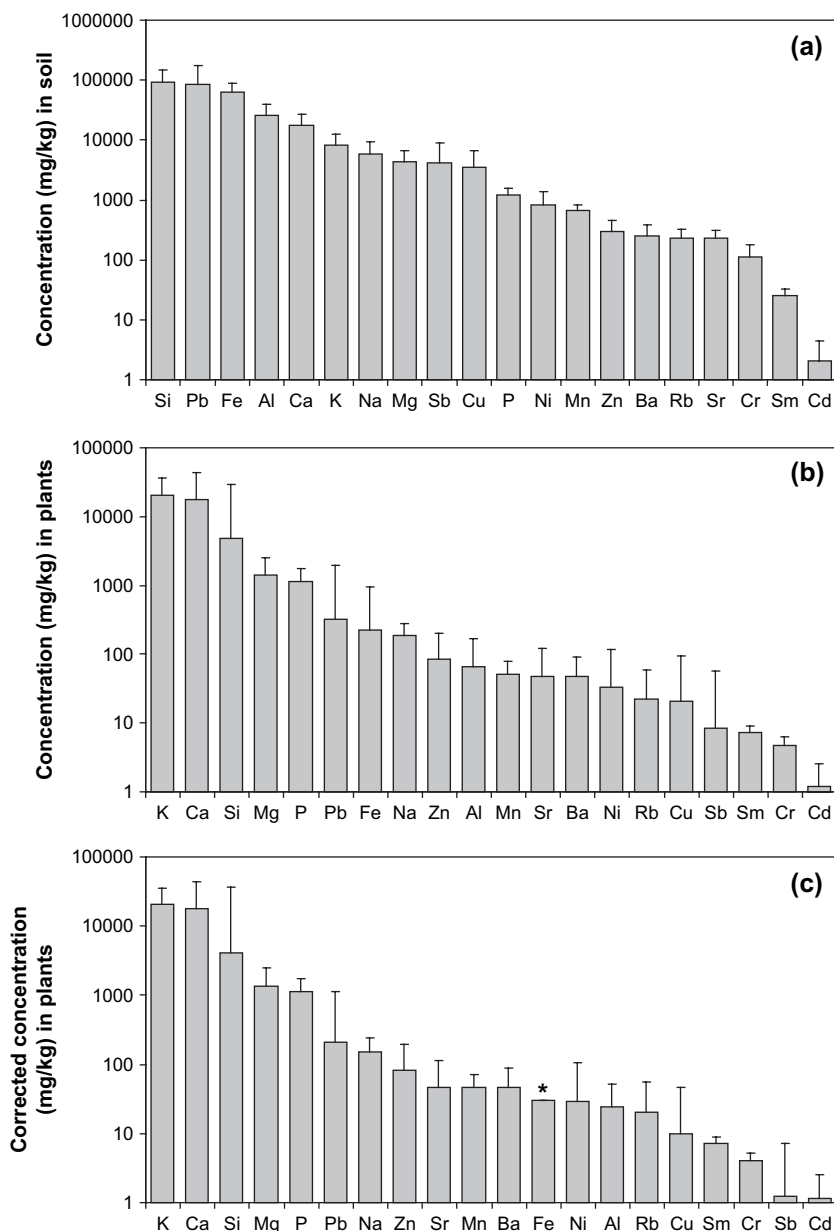 (a)
Concentration (mg/kg) in soil
1000000
100000
10000
1000
100
10
1
Si Pb Fe Al Ca K Na Mg Sb Cu P Ni Mn Zn Ba Rb Sr Cr Sm Cd
(b)
Concentration (mg/kg) in plants
100000
10000
1000
100
10
1
K Ca Si Mg P Pb Fe Na Zn Al Mn Sr Ba Ni Rb Cu Sb Sm Cr Cd
(c)
Corrected concentration
(mg/kg) in plants
100000
10000
1000
100
10
1
*
K Ca Si Mg P Pb Na Zn Sr Mn Ba Fe Ni Al Rb Cu Sm Cr Sb Cd